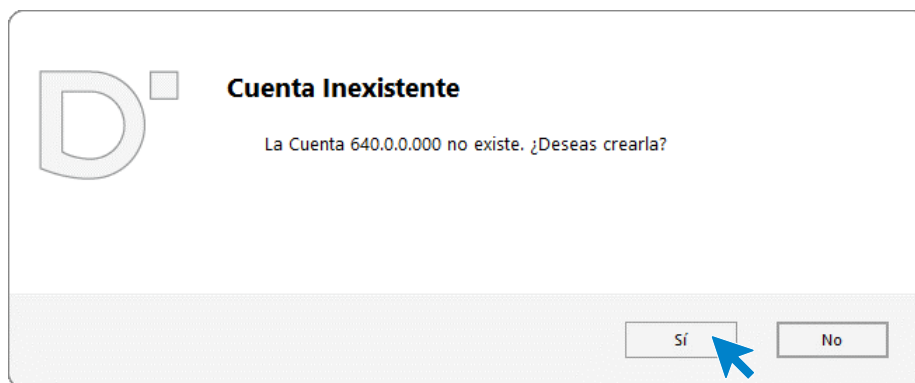 Cuenta Inexistente
La Cuenta 640.0.0.000 no existe. ¿Deseas crearla?
Sí
No